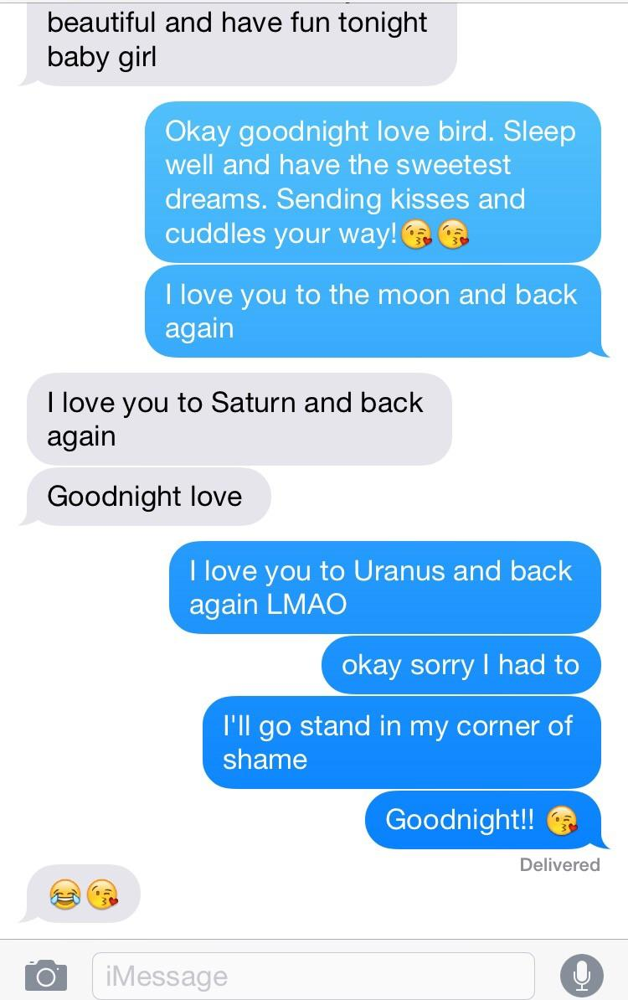 beautiful and have fun tonight
baby girl
Okay goodnight love bird. Sleep
well and have the sweetest
dreams. Sending kisses and
cuddles your way!😘😘
I love you to the moon and back
again
I love you to Saturn and back
again
Goodnight love
I love you to Uranus and back
again LMAO
okay sorry I had to
I'll go stand in my corner of
shame
Goodnight!! 😘
Delivered
😂😘
iMessage